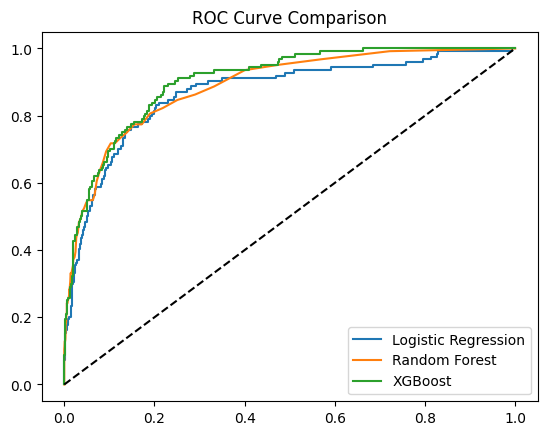 ROC Curve Comparison
1.0
0.8
0.6
0.4
0.2
0.0
Logistic Regression
Random Forest
XGBoost
0.0 0.2 0.4 0.6 0.8 1.0